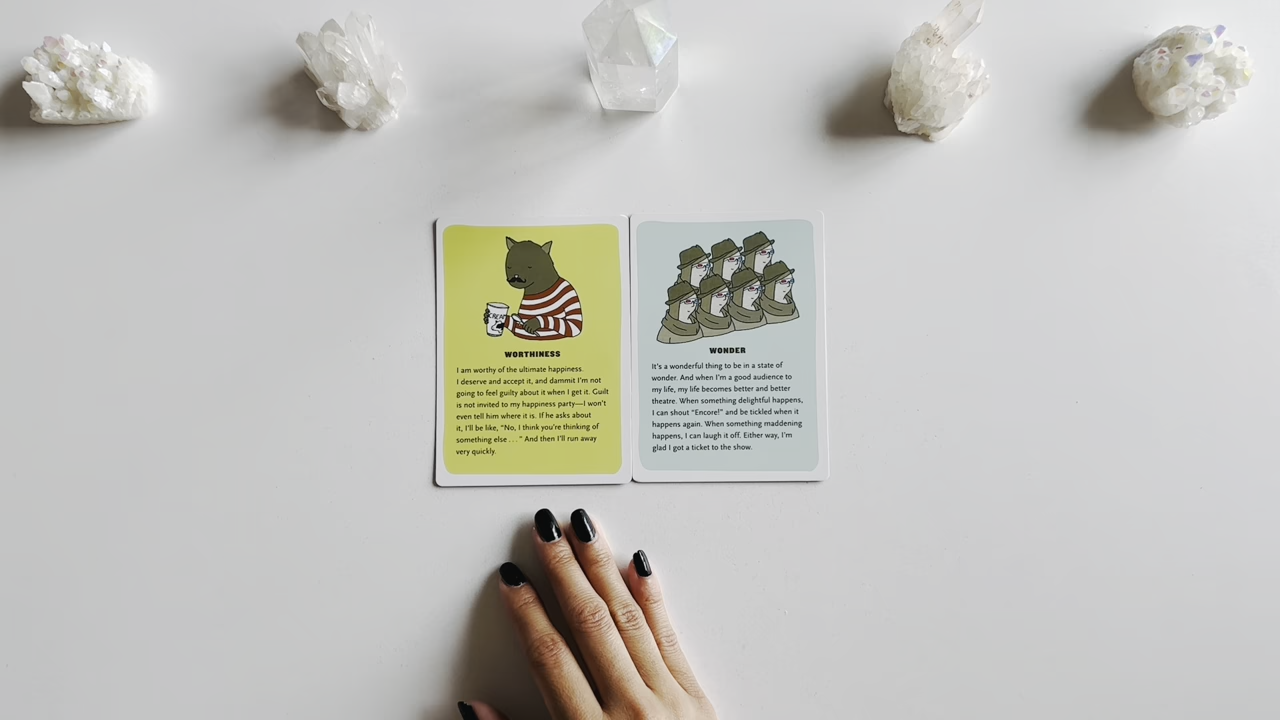 CREAM
WORTHINESS
I am worthy of the ultimate happiness.
I deserve and accept it, and dammit I'm not
going to feel guilty about it when I get it. Guilt
is not invited to my happiness party—I won't
even tell him where it is. If he asks about
it, I'll be like, "No, I think you're thinking of
something else . . ." And then I'll run away
very quickly.
WONDER
It's a wonderful thing to be in a state of
wonder. And when I'm a good audience to
my life, my life becomes better and better
theatre. When something delightful happens,
I can shout "Encore!" and be tickled when it
happens again. When something maddening
happens, I can laugh it off. Either way, I'm
glad I got a ticket to the show.